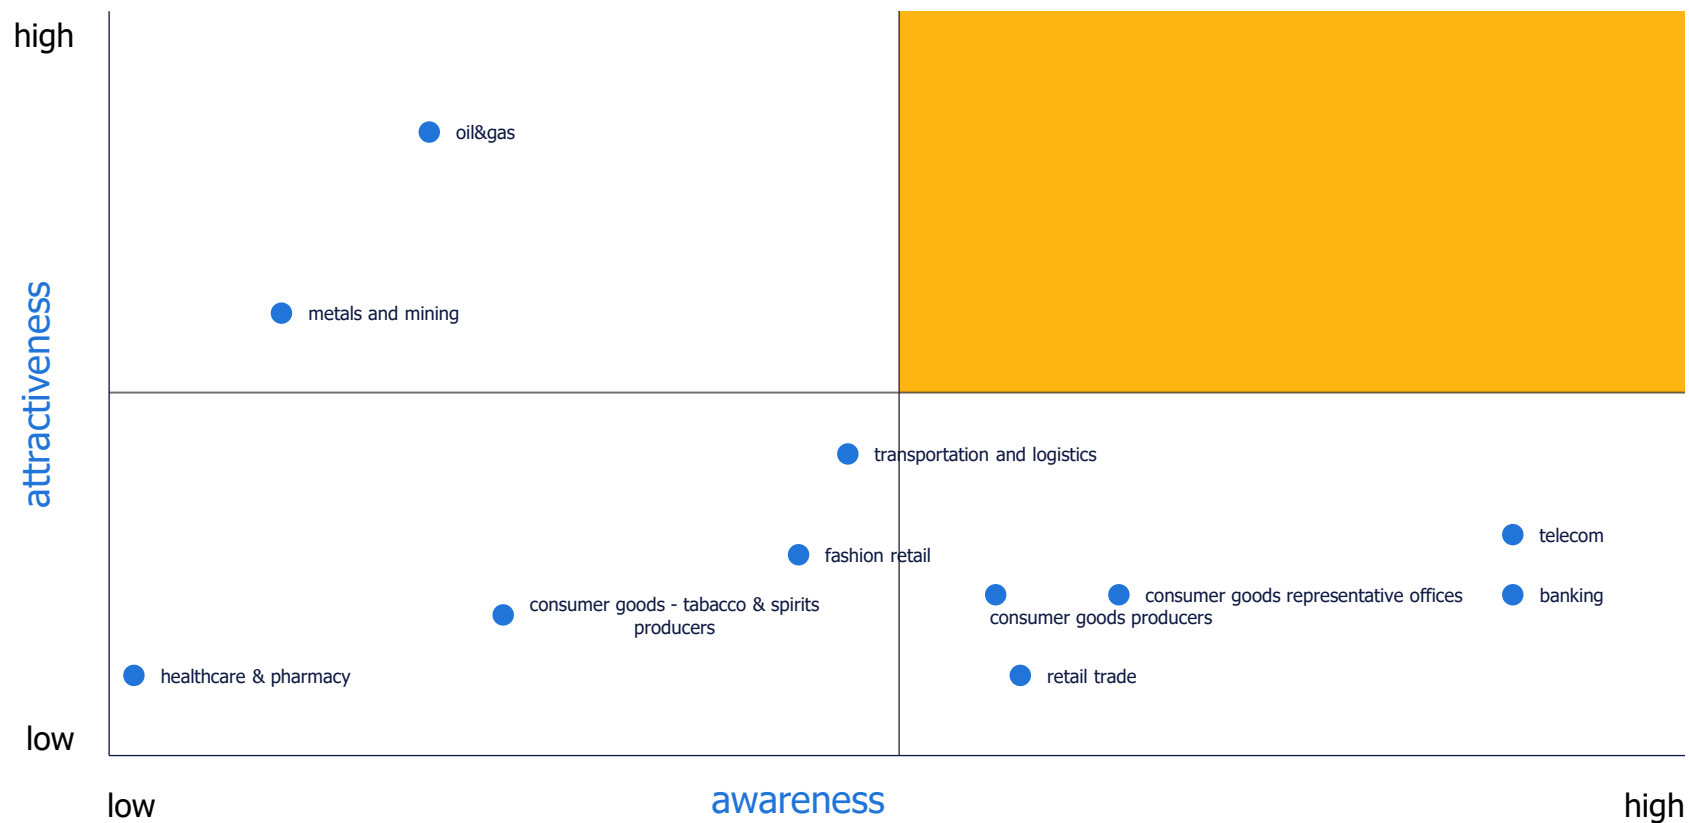 high
oil&gas
metals and mining
attractiveness
transportation and logistics
telecom
fashion retail
consumer goods representative offices
banking
consumer goods - tabacco & spirits
producers
consumer goods producers
healthcare & pharmacy
retail trade
low
low
awareness
high